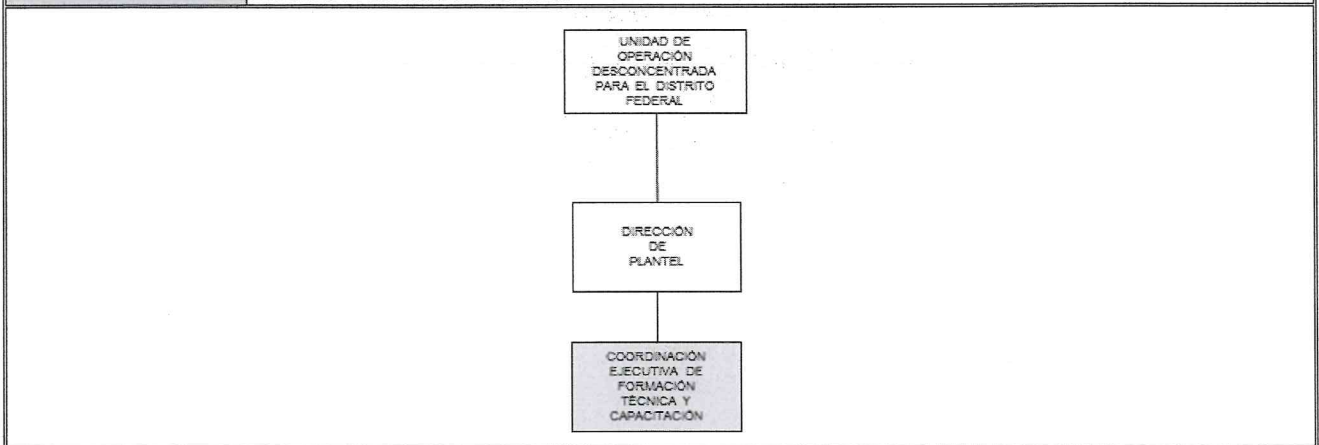 UNIDAD DE
OPERACIÓN
DESCONCENTRADA
PARA EL DISTRITO
FEDERAL
DIRECCIÓN
DE
PLANTEL
COORDINACIÓN
EJECUTIVA DE
FORMACIÓN
TÉCNICA Y
CAPACITACIÓN